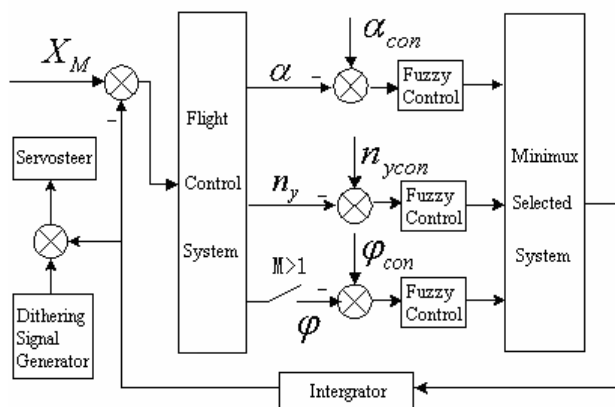 X_M
−
Servosteer
Dithering
Signal
Generator
Flight
Control
System
α
n_y
M>1
φ
α_con
−
Fuzzy
Control
n_ycon
−
Fuzzy
Control
φ_con
−
Fuzzy
Control
Minimux
Selected
System
Intergrator